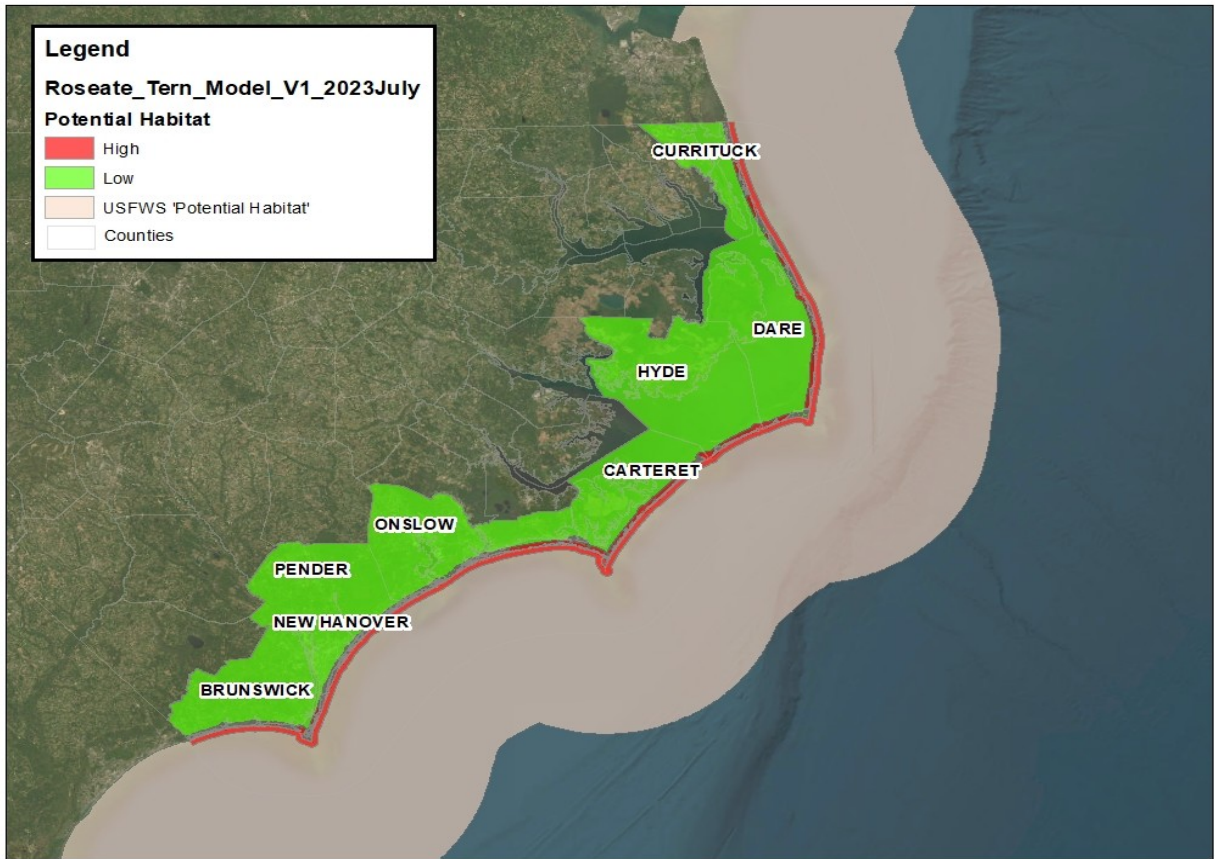 Legend
Roseate_Tern_Model_V1_2023July
Potential Habitat
High
Low
USFWS 'Potential Habitat'
Counties
CURRITUCK
DARE
HYDE
CARTERET
ONSLOW
PENDER
NEW HANOVER
BRUNSWICK